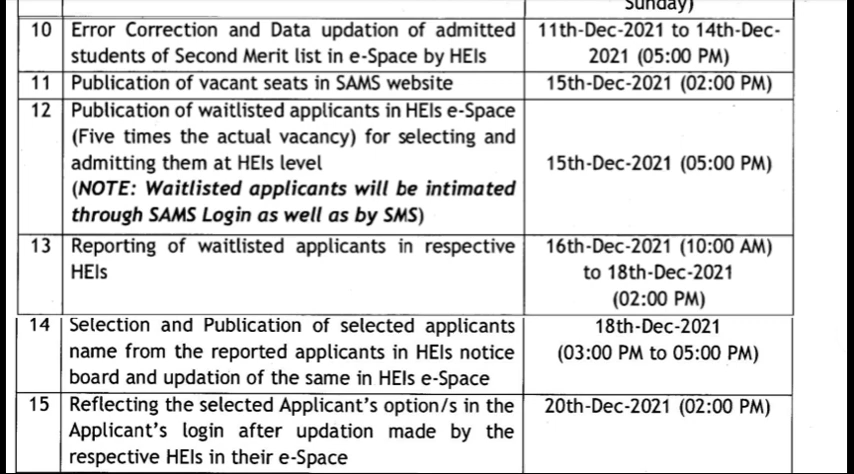 Sunday)
10 Error Correction and Data updation of admitted 11th-Dec-2021 to 14th-Dec-
students of Second Merit list in e-Space by HEIs 2021 (05:00 PM)
11 Publication of vacant seats in SAMS website 15th-Dec-2021 (02:00 PM)
12 Publication of waitlisted applicants in HEIs e-Space
(Five times the actual vacancy) for selecting and
admitting them at HEIs level 15th-Dec-2021 (05:00 PM)
(NOTE: Waitlisted applicants will be intimated
through SAMS Login as well as by SMS)
13 Reporting of waitlisted applicants in respective 16th-Dec-2021 (10:00 AM)
HEIs to 18th-Dec-2021
(02:00 PM)
14 Selection and Publication of selected applicants 18th-Dec-2021
name from the reported applicants in HEIs notice (03:00 PM to 05:00 PM)
board and updation of the same in HEIs e-Space
15 Reflecting the selected Applicant's option/s in the 20th-Dec-2021 (02:00 PM)
Applicant's login after updation made by the
respective HEIs in their e-Space